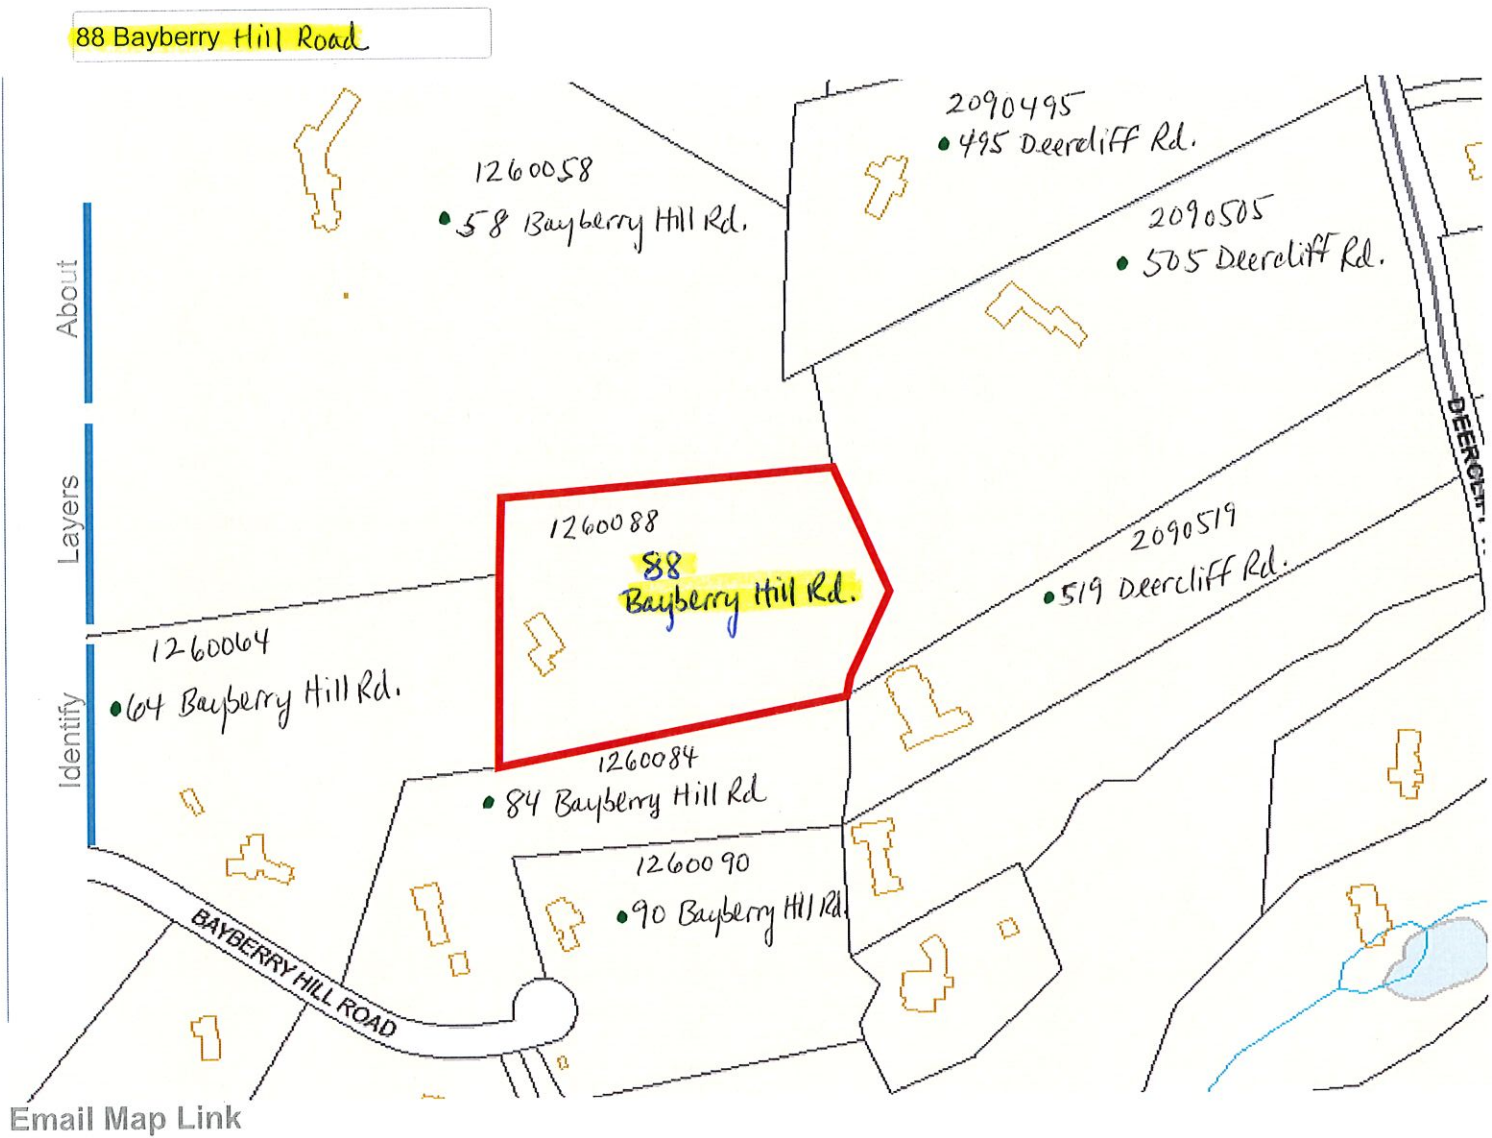 88 Bayberry Hill Road
2090495
495 Deercliff Rd.
1260058
58 Bayberry Hill Rd.
2090505
505 Deercliff Rd.
About
Layers
Identify
1260088
88
Bayberry Hill Rd.
2090519
519 Deercliff Rd.
1260064
64 Bayberry Hill Rd.
1260084
84 Bayberry Hill Rd
1260090
90 Bayberry Hill Rd
BAYBERRY HILL ROAD
Email Map Link